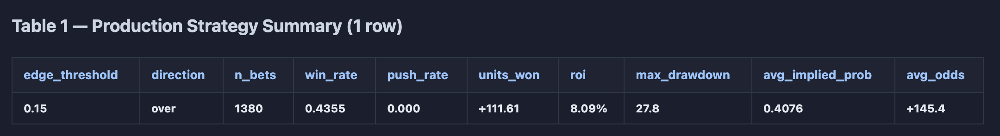 Table 1 — Production Strategy Summary (1 row)
edge_threshold direction n_bets win_rate push_rate units_won roi max_drawdown avg_implied_prob avg_odds
0.15 over 1380 0.4355 0.000 +111.61 8.09% 27.8 0.4076 +145.4